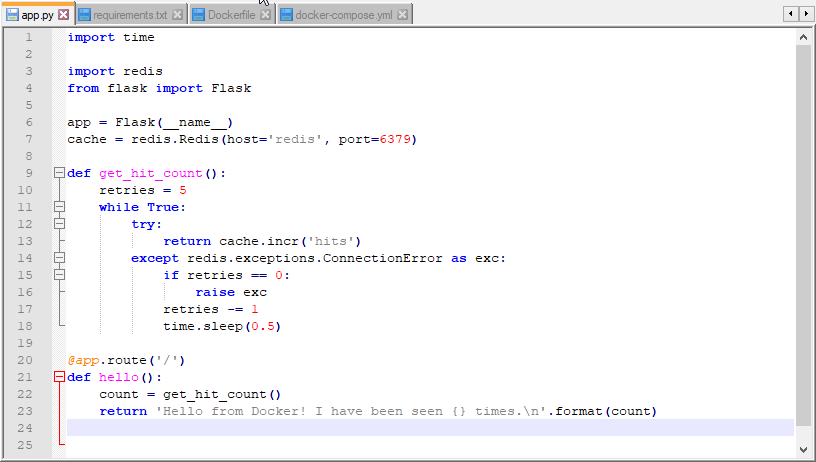 app.py requirements.txt Dockerfile docker-compose.yml
1 import time
2
3 import redis
4 from flask import Flask
5
6 app = Flask(__name__)
7 cache = redis.Redis(host='redis', port=6379)
8
9 def get_hit_count():
10     retries = 5
11     while True:
12         try:
13             return cache.incr('hits')
14         except redis.exceptions.ConnectionError as exc:
15             if retries == 0:
16                 raise exc
17             retries -= 1
18             time.sleep(0.5)
19
20 @app.route('/')
21 def hello():
22     count = get_hit_count()
23     return 'Hello from Docker! I have been seen {} times.\n'.format(count)
24
25